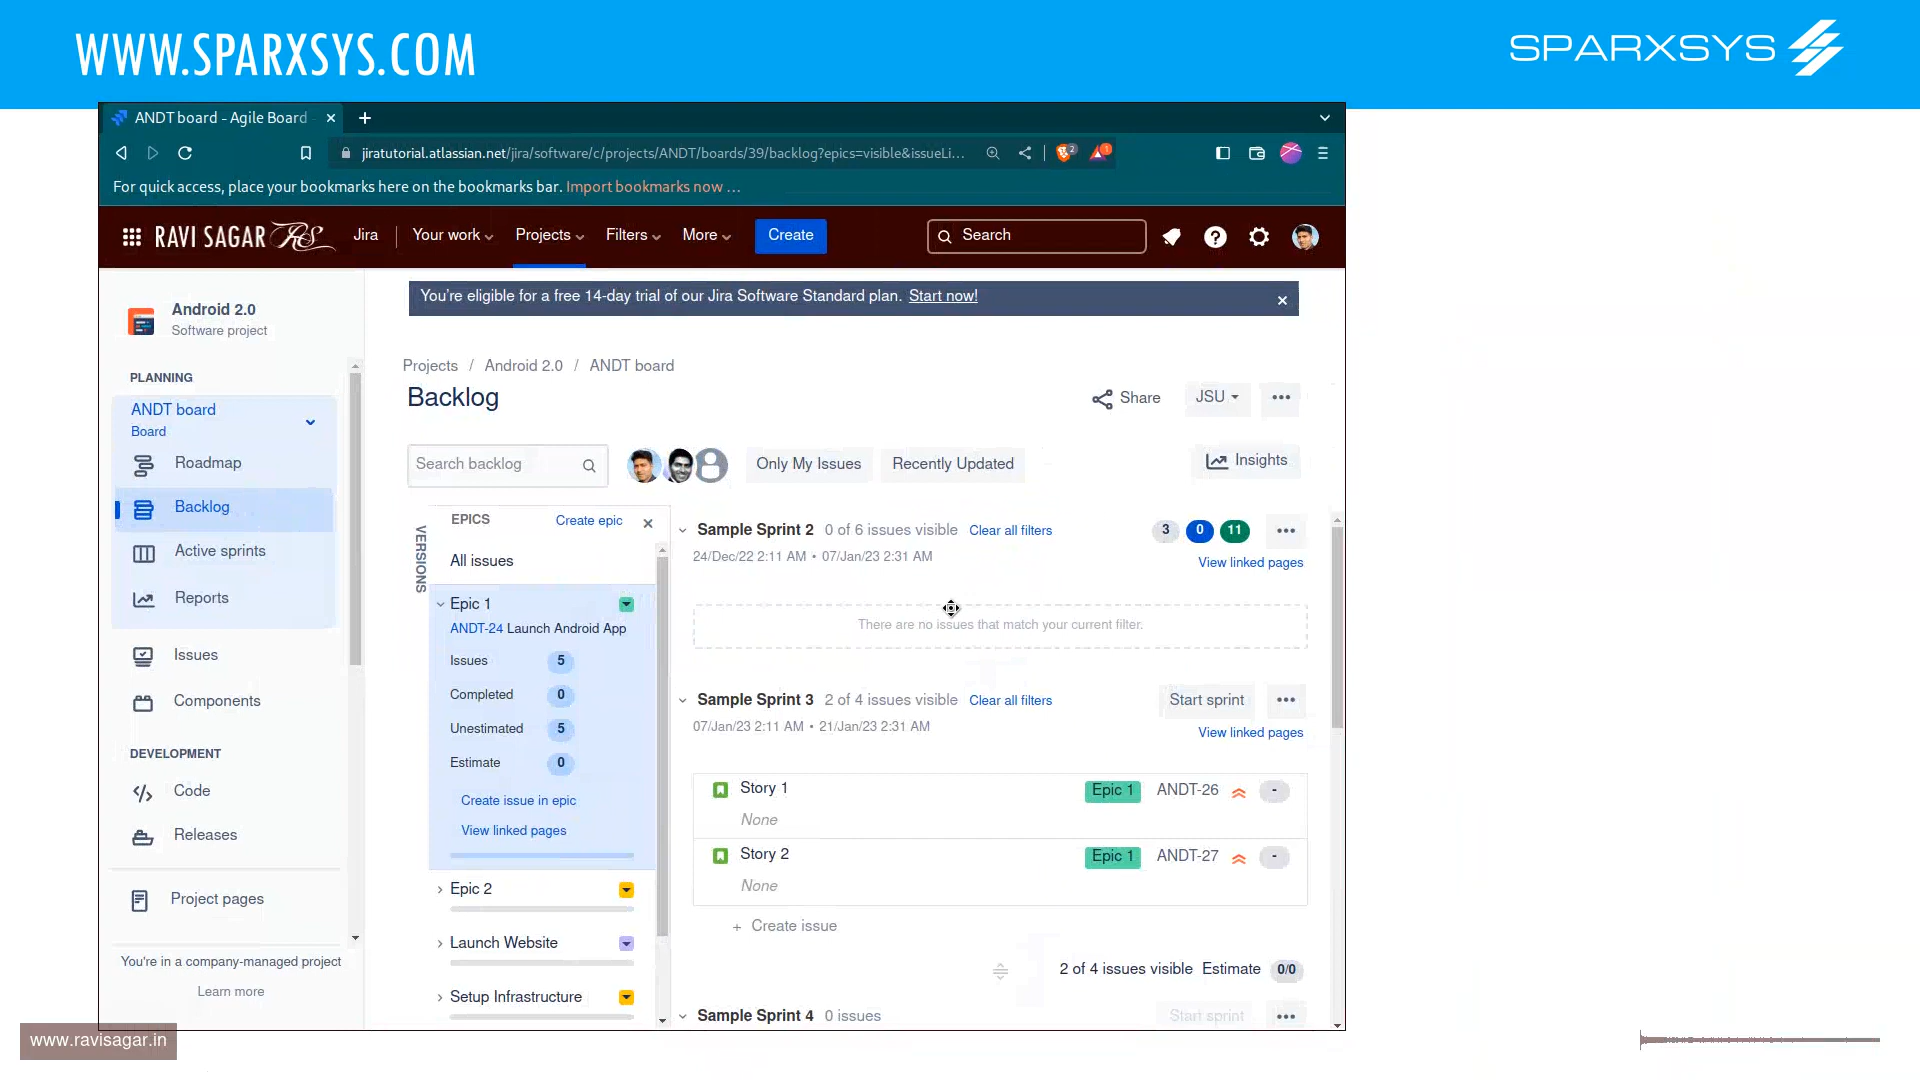 WWW.SPARXSYS.COM
SPARXSYS
ANDT board - Agile Board
jiratutorial.atlassian.net/jira/software/c/projects/ANDT/boards/39/backlog?epics=visible&issueLi...
2
1
For quick access, place your bookmarks here on the bookmarks bar. Import bookmarks now ...
RAVI SAGAR RS
Jira
Your work
Projects
Filters
More
Create
Search
Android 2.0
Software project
You're eligible for a free 14-day trial of our Jira Software Standard plan. Start now!
PLANNING
ANDT board
Board
Roadmap
Backlog
Active sprints
Reports
Issues
Components
DEVELOPMENT
Code
Releases
Project pages
You're in a company-managed project
Learn more
Projects / Android 2.0 / ANDT board
Backlog
Share
JSU
Search backlog
Only My Issues
Recently Updated
Insights
VERSIONS
EPICS
Create epic
All issues
Epic 1
ANDT-24 Launch Android App
Issues 5
Completed 0
Unestimated 5
Estimate 0
Create issue in epic
View linked pages
Epic 2
Launch Website
Setup Infrastructure
Sample Sprint 2 0 of 6 issues visible Clear all filters
3 0 11
24/Dec/22 2:11 AM • 07/Jan/23 2:31 AM
View linked pages
There are no issues that match your current filter.
Sample Sprint 3 2 of 4 issues visible Clear all filters
Start sprint
07/Jan/23 2:11 AM • 21/Jan/23 2:31 AM
View linked pages
Story 1 Epic 1 ANDT-26 -
None
Story 2 Epic 1 ANDT-27 -
None
+ Create issue
2 of 4 issues visible Estimate 0/0
Sample Sprint 4 0 issues
Start sprint
www.ravisagar.in